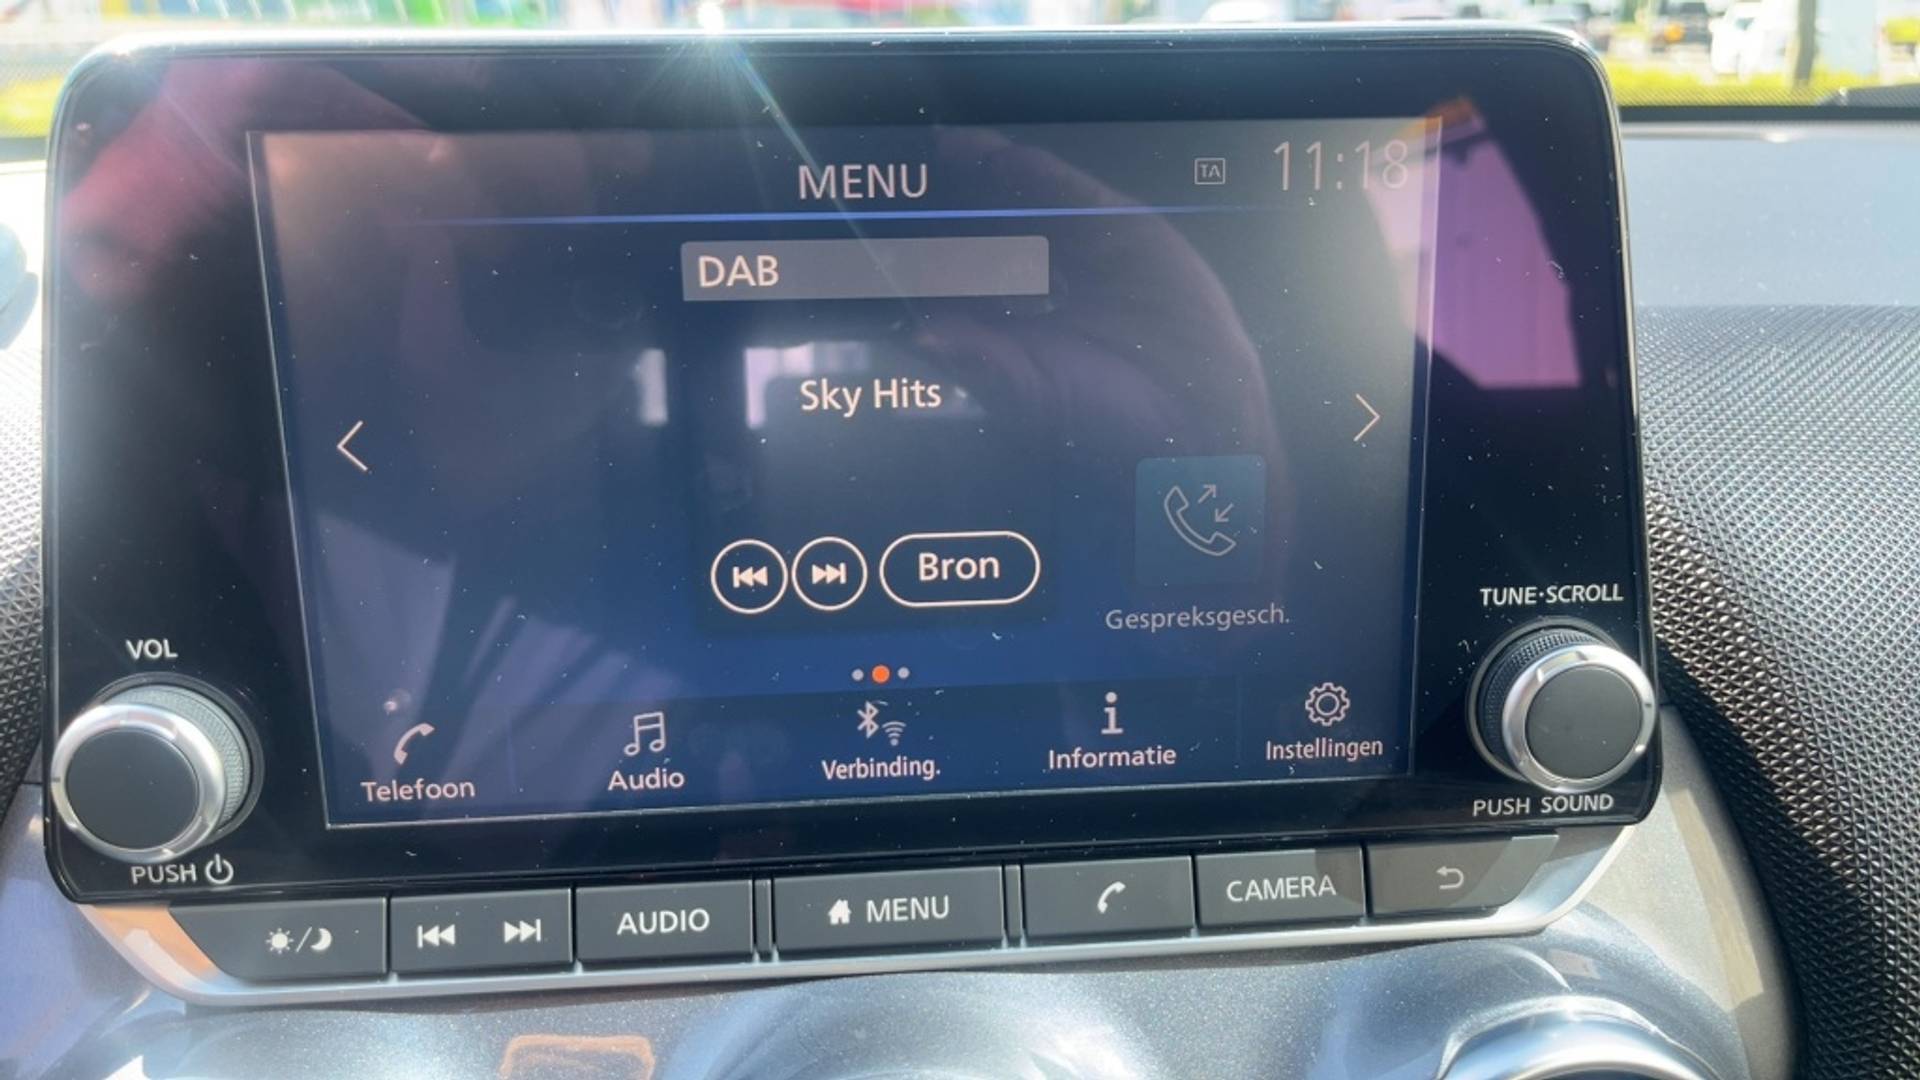 MENU
TA
11:18
DAB
Sky Hits
Bron
Gespreksgesch.
Telefoon
Audio
Verbinding.
Informatie
Instellingen
VOL
PUSH
TUNE·SCROLL
PUSH SOUND
AUDIO
MENU
CAMERA